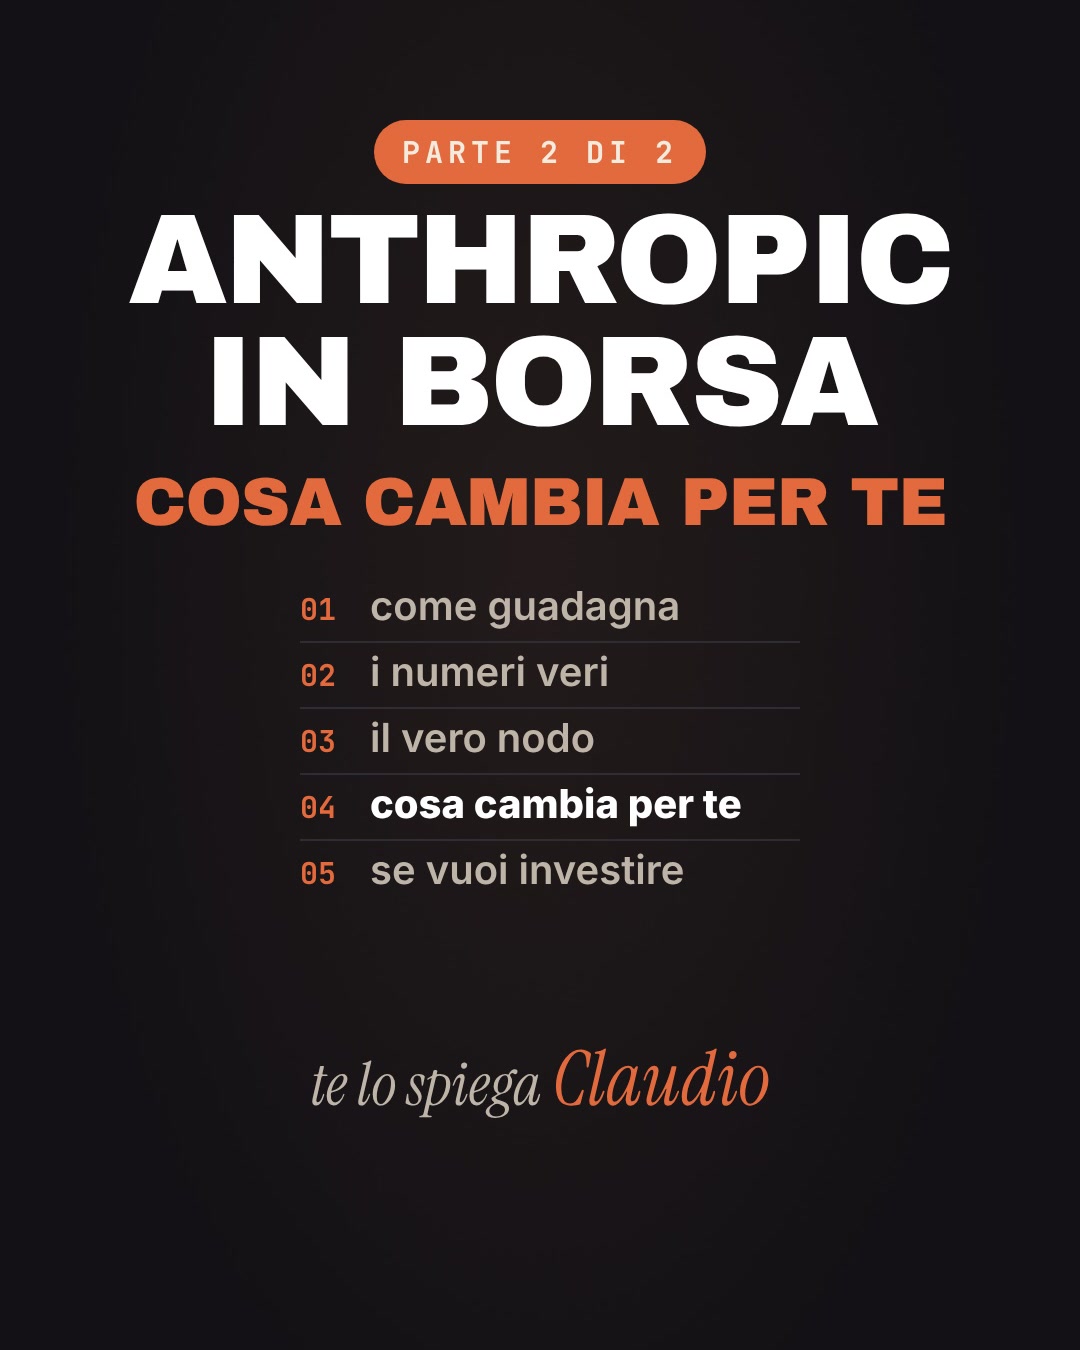 PARTE 2 DI 2
ANTHROPIC
IN BORSA
COSA CAMBIA PER TE
01 come guadagna
02 i numeri veri
03 il vero nodo
04 cosa cambia per te
05 se vuoi investire
te lo spiega Claudio